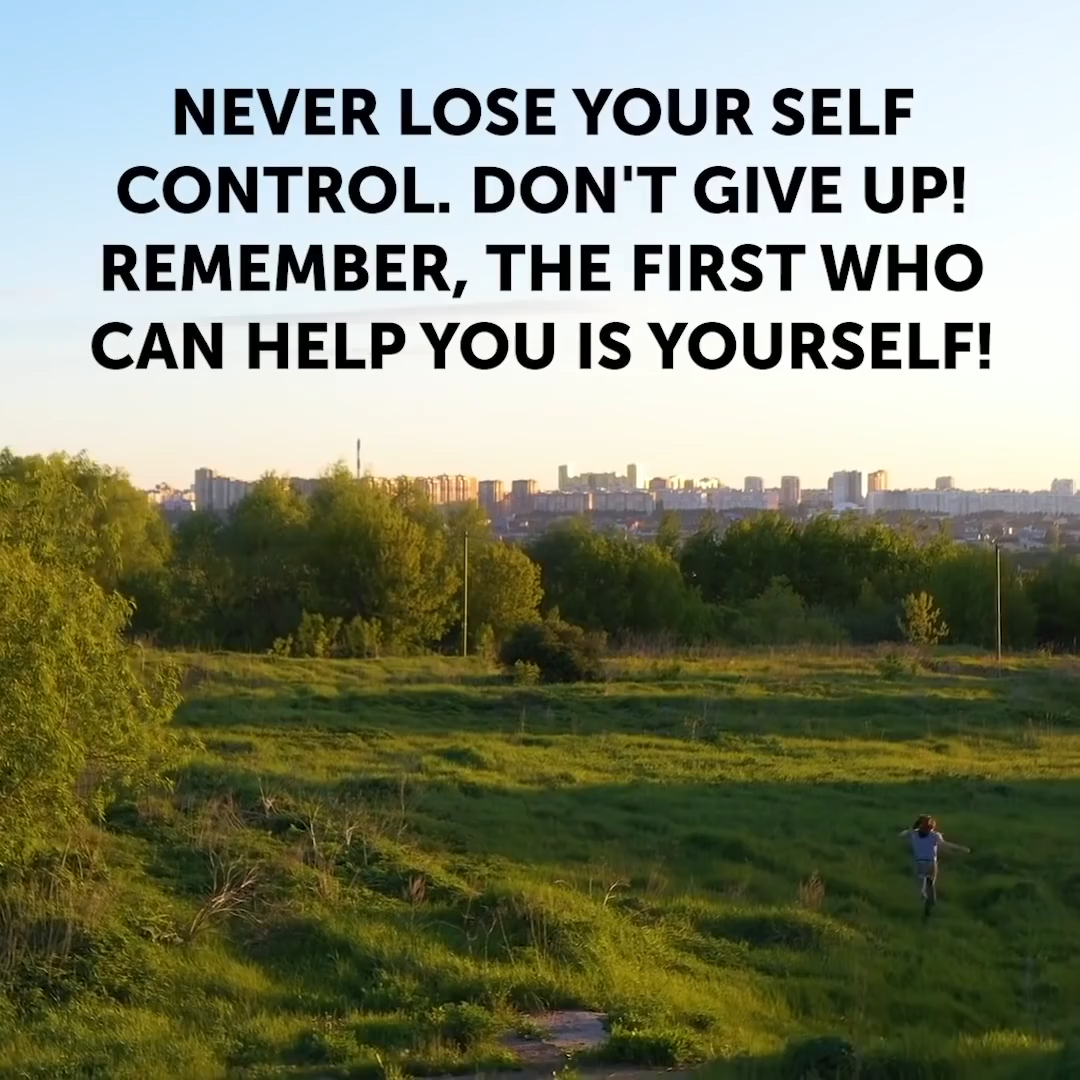 NEVER LOSE YOUR SELF
CONTROL. DON'T GIVE UP!
REMEMBER, THE FIRST WHO
CAN HELP YOU IS YOURSELF!